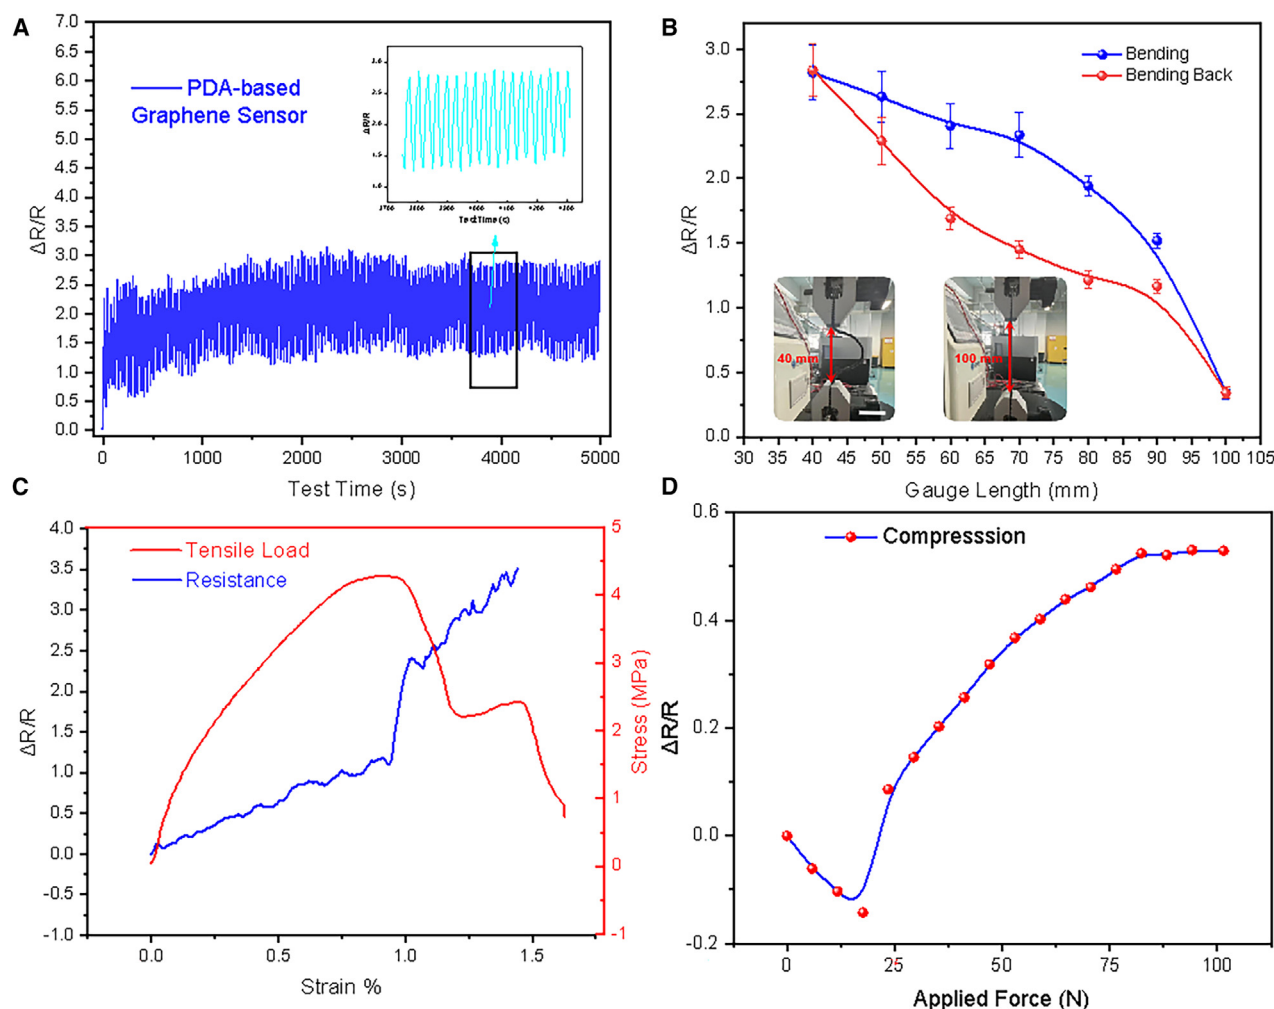 A
7.0
6.5
6.0
5.5
5.0
4.5
4.0
3.5
3.0
2.5
2.0
1.5
1.0
0.5
0.0
ΔR/R
PDA-based
Graphene Sensor
ΔR/R
1.5
1.0
Test Time (s)
0 1000 2000 3000 4000 5000
Test Time (s)
B
3.0
2.5
2.0
1.5
1.0
0.5
0.0
ΔR/R
Bending
Bending Back
40 mm
100 mm
30 35 40 45 50 55 60 65 70 75 80 85 90 95 100 105
Gauge Length (mm)
C
4.0
3.5
3.0
2.5
2.0
1.5
1.0
0.5
0.0
-0.5
-1.0
ΔR/R
Tensile Load
Resistance
5
4
3
2
1
0
-1
Stress (MPa)
0.0 0.5 1.0 1.5
Strain %
D
0.6
0.4
0.2
0.0
-0.2
ΔR/R
Compresssion
0 25 50 75 100
Applied Force (N)